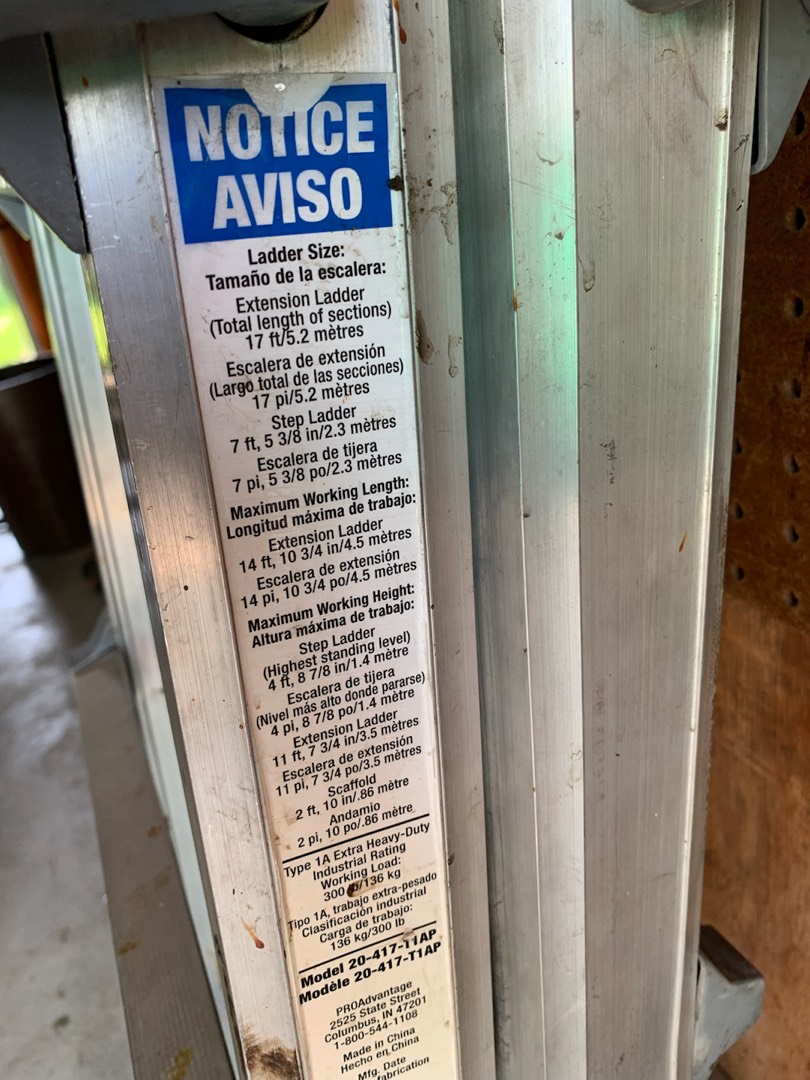 NOTICE
AVISO
Ladder Size:
Tamaño de la escalera:
Extension Ladder
(Total length of sections)
17 ft/5.2 mètres
Escalera de extensión
(Largo total de las secciones)
17 pi/5.2 mètres
Step Ladder
7 ft, 5 3/8 in/2.3 mètres
Escalera de tijera
7 pi, 5 3/8 po/2.3 mètres
Maximum Working Length:
Longitud máxima de trabajo:
Extension Ladder
14 ft, 10 3/4 in/4.5 mètres
Escalera de extensión
14 pi, 10 3/4 po/4.5 mètres
Maximum Working Height:
Altura máxima de trabajo:
Step Ladder
(Highest standing level)
4 ft, 8 7/8 in/1.4 mètre
Escalera de tijera
(Nivel más alto donde pararse)
4 pi, 8 7/8 po/1.4 mètre
Extension Ladder
11 ft, 7 3/4 in/3.5 mètres
Escalera de extensión
11 pi, 7 3/4 po/3.5 mètres
Scaffold
2 ft, 10 in/.86 mètre
Andamio
2 pi, 10 po/.86 mètre
Type 1A Extra Heavy-Duty
Industrial Rating
Working Load:
300 lb/136 kg
Tipo 1A, trabajo extra-pesado
Clasificación industrial
Carga de trabajo:
136 kg/300 lb
Model 20-417-T1AP
Modèle 20-417-T1AP
PROAdvantage
2525 State Street
Columbus, IN 47201
1-800-544-1108
Made in China
Hecho en China
Mfg. Date
fabrication